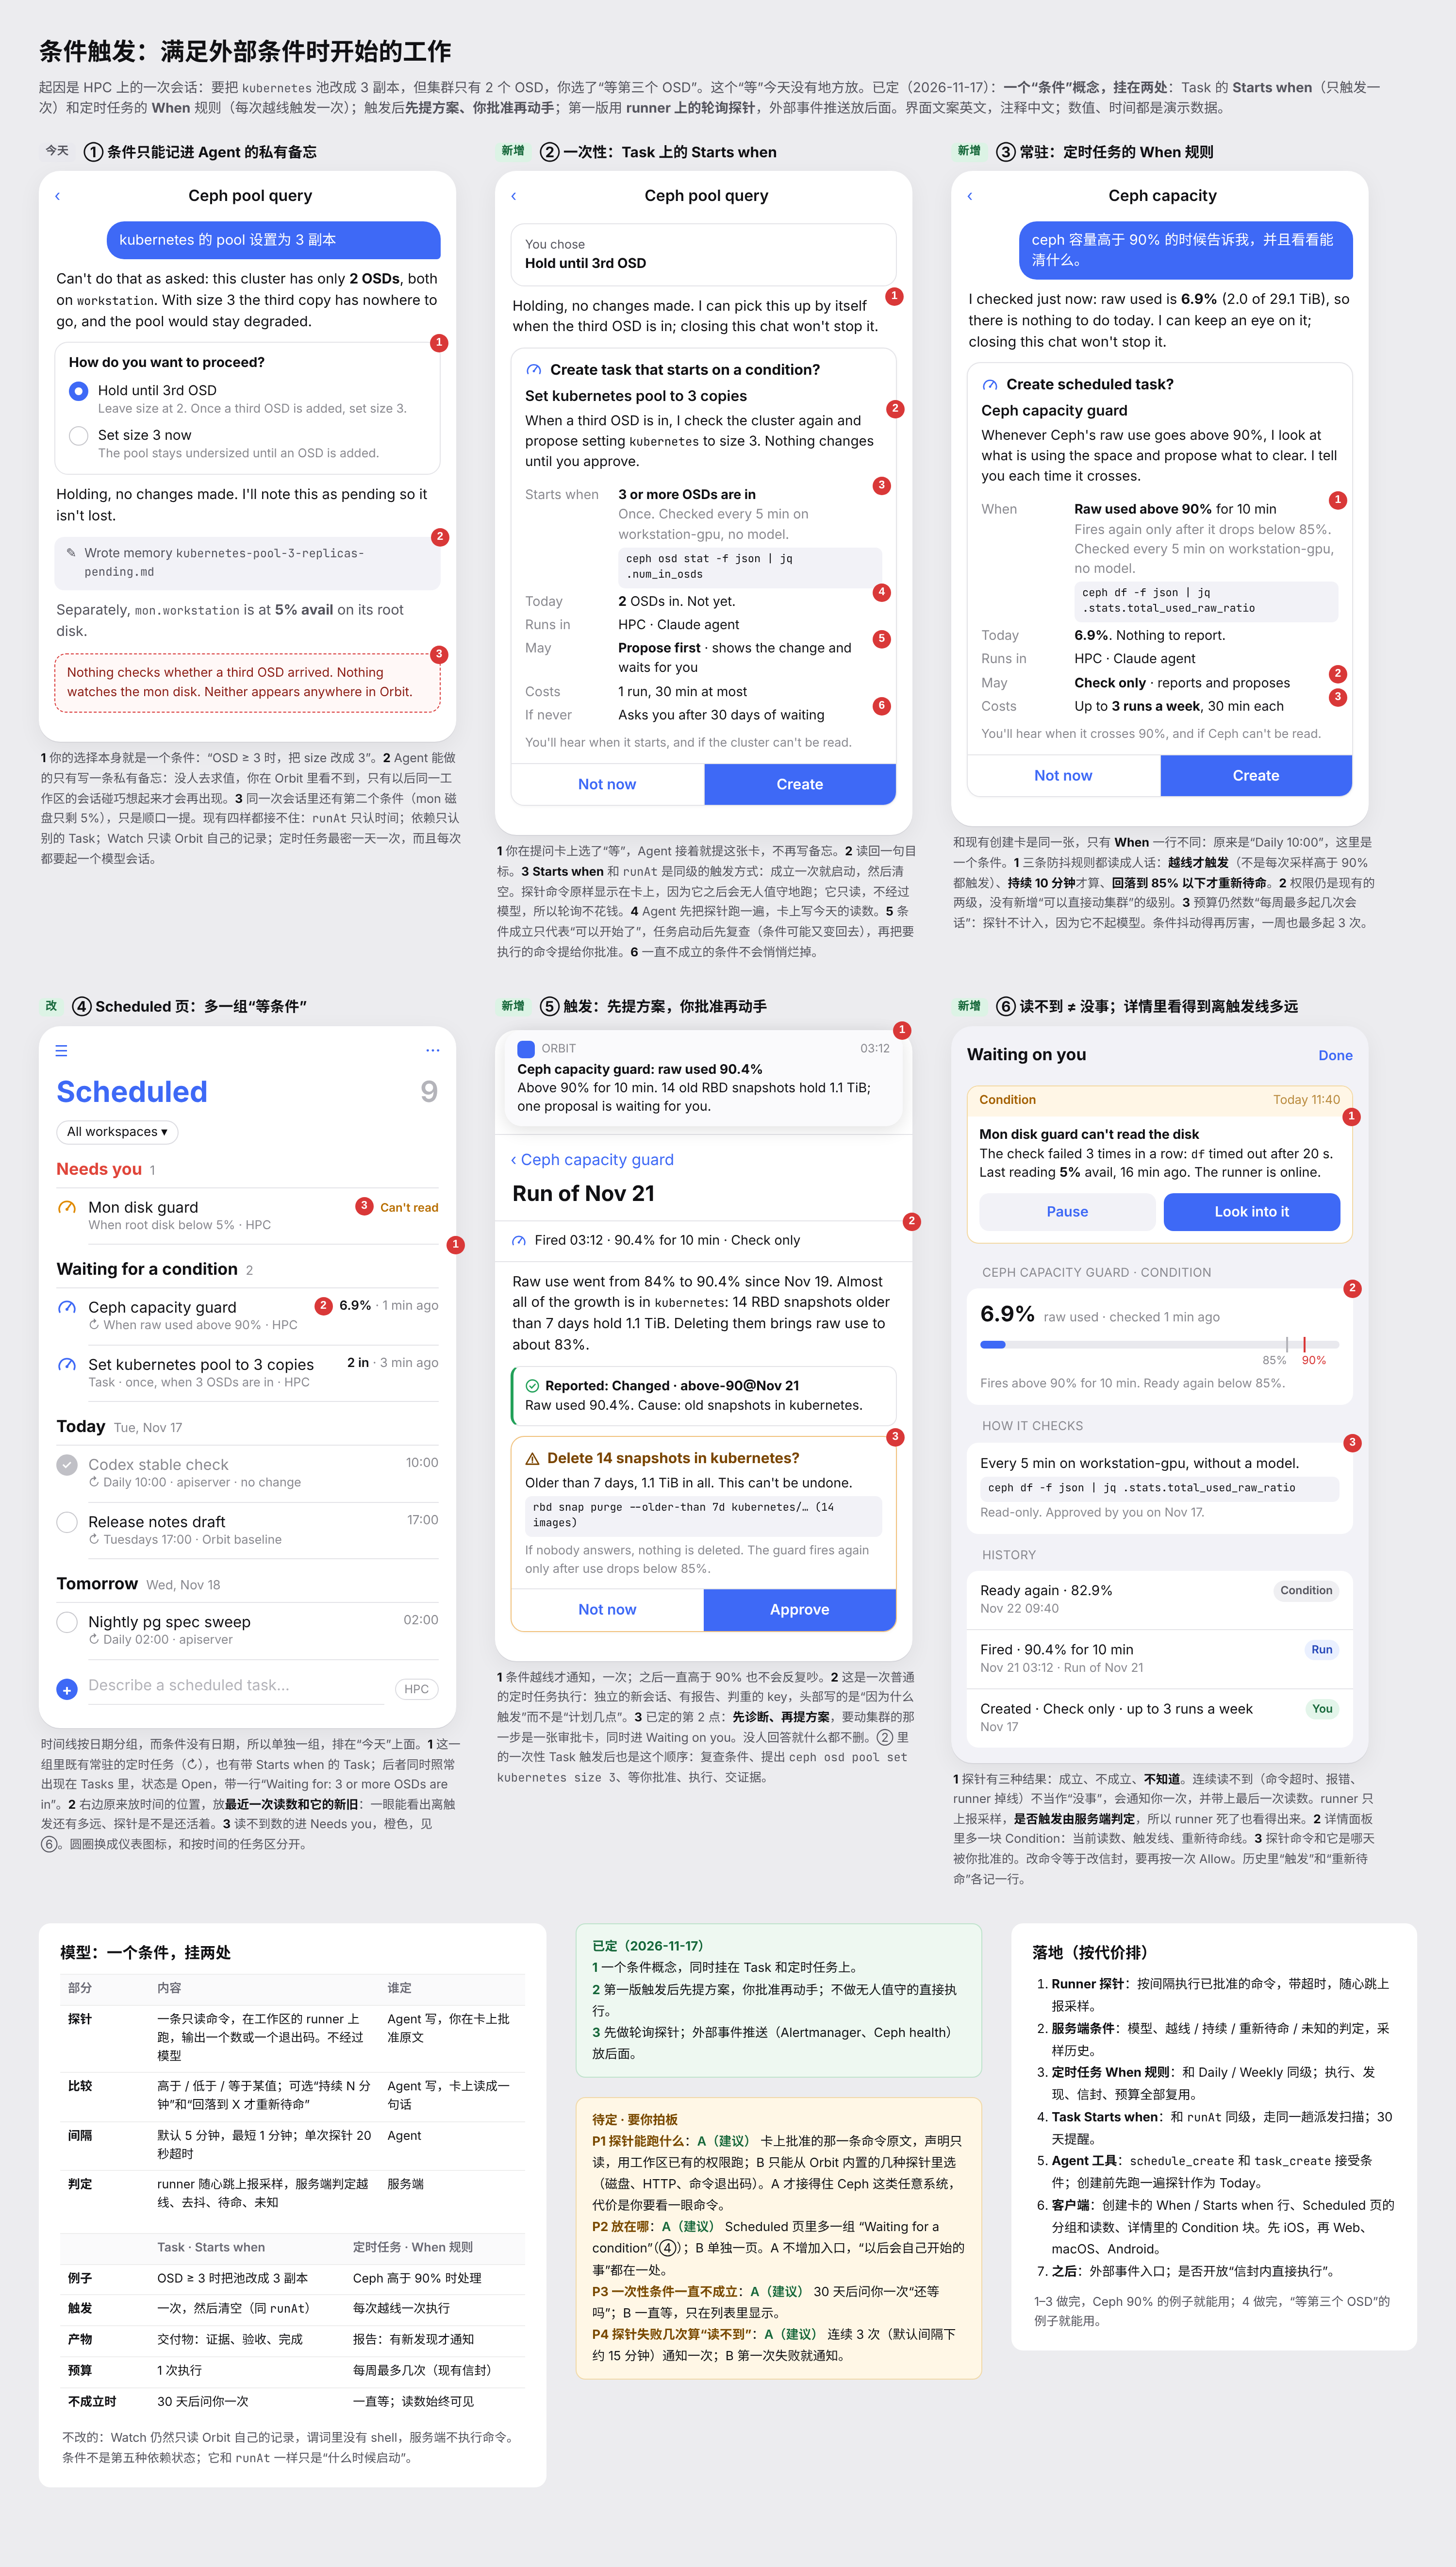 条件触发：满足外部条件时开始的工作
起因是 HPC 上的一次会话：要把 kubernetes 池改成 3 副本，但集群只有 2 个 OSD，你选了“等第三个 OSD”。这个“等”今天没有地方放。已定（2026-11-17）：一个“条件”概念，挂在两处：Task 的 Starts when（只触发一
次）和定时任务的 When 规则（每次越线触发一次）；触发后先提方案、你批准再动手；第一版用 runner 上的轮询探针，外部事件推送放后面。界面文案英文，注释中文；数值、时间都是演示数据。
今天 ① 条件只能记进 Agent 的私有备忘
‹ Ceph pool query
kubernetes 的 pool 设置为 3 副本
Can't do that as asked: this cluster has only 2 OSDs, both
on workstation. With size 3 the third copy has nowhere to
go, and the pool would stay degraded.
1
How do you want to proceed?
Hold until 3rd OSD
Leave size at 2. Once a third OSD is added, set size 3.
Set size 3 now
The pool stays undersized until an OSD is added.
Holding, no changes made. I'll note this as pending so it
isn't lost.
2
✎ Wrote memory kubernetes-pool-3-replicas-
pending.md
Separately, mon.workstation is at 5% avail on its root
disk.
3
Nothing checks whether a third OSD arrived. Nothing
watches the mon disk. Neither appears anywhere in Orbit.
1 你的选择本身就是一个条件：“OSD ≥ 3 时，把 size 改成 3”。2 Agent 能做
的只有写一条私有备忘：没人去求值，你在 Orbit 里看不到，只有以后同一工
作区的会话碰巧想起来才会再出现。3 同一次会话里还有第二个条件（mon 磁
盘只剩 5%），只是顺口一提。现有四样都接不住：runAt 只认时间；依赖只认
别的 Task；Watch 只读 Orbit 自己的记录；定时任务最密一天一次，而且每次
都要起一个模型会话。
新增 ② 一次性：Task 上的 Starts when
‹ Ceph pool query
You chose
Hold until 3rd OSD
1
Holding, no changes made. I can pick this up by itself
when the third OSD is in; closing this chat won't stop it.
Create task that starts on a condition?
Set kubernetes pool to 3 copies
2
When a third OSD is in, I check the cluster again and
propose setting kubernetes to size 3. Nothing changes
until you approve.
3
Starts when 3 or more OSDs are in
Once. Checked every 5 min on
workstation-gpu, no model.
ceph osd stat -f json | jq
.num_in_osds
4
Today 2 OSDs in. Not yet.
Runs in HPC · Claude agent
5
May Propose first · shows the change and
waits for you
Costs 1 run, 30 min at most
6
If never Asks you after 30 days of waiting
You'll hear when it starts, and if the cluster can't be read.
Not now Create
1 你在提问卡上选了“等”，Agent 接着就提这张卡，不再写备忘。2 读回一句目
标。3 Starts when 和 runAt 是同级的触发方式：成立一次就启动，然后清
空。探针命令原样显示在卡上，因为它之后会无人值守地跑；它只读，不经过
模型，所以轮询不花钱。4 Agent 先把探针跑一遍，卡上写今天的读数。5 条
件成立只代表“可以开始了”，任务启动后先复查（条件可能又变回去），再把要
执行的命令提给你批准。6 一直不成立的条件不会悄悄烂掉。
新增 ③ 常驻：定时任务的 When 规则
‹ Ceph capacity
ceph 容量高于 90% 的时候告诉我，并且看看能
清什么。
I checked just now: raw used is 6.9% (2.0 of 29.1 TiB), so
there is nothing to do today. I can keep an eye on it;
closing this chat won't stop it.
Create scheduled task?
Ceph capacity guard
Whenever Ceph's raw use goes above 90%, I look at
what is using the space and propose what to clear. I tell
you each time it crosses.
1
When Raw used above 90% for 10 min
Fires again only after it drops below 85%.
Checked every 5 min on workstation-gpu,
no model.
ceph df -f json | jq
.stats.total_used_raw_ratio
Today 6.9%. Nothing to report.
Runs in HPC · Claude agent
2
May Check only · reports and proposes
3
Costs Up to 3 runs a week, 30 min each
You'll hear when it crosses 90%, and if Ceph can't be read.
Not now Create
和现有创建卡是同一张，只有 When 一行不同：原来是“Daily 10:00”，这里是
一个条件。1 三条防抖规则都读成人话：越线才触发（不是每次采样高于 90%
都触发）、持续 10 分钟才算、回落到 85% 以下才重新待命。2 权限仍是现有的
两级，没有新增“可以直接动集群”的级别。3 预算仍然数“每周最多起几次会
话”：探针不计入，因为它不起模型。条件抖动得再厉害，一周也最多起 3 次。
改 ④ Scheduled 页：多一组“等条件”
☰ ···
Scheduled 9
All workspaces ▾
Needs you 1
Mon disk guard 3 Can't read
When root disk below 5% · HPC
1
Waiting for a condition 2
Ceph capacity guard 2 6.9% · 1 min ago
↻ When raw used above 90% · HPC
Set kubernetes pool to 3 copies 2 in · 3 min ago
Task · once, when 3 OSDs are in · HPC
Today Tue, Nov 17
Codex stable check 10:00
↻ Daily 10:00 · apiserver · no change
Release notes draft 17:00
↻ Tuesdays 17:00 · Orbit baseline
Tomorrow Wed, Nov 18
Nightly pg spec sweep 02:00
↻ Daily 02:00 · apiserver
+ Describe a scheduled task... HPC
时间线按日期分组，而条件没有日期，所以单独一组，排在“今天”上面。1 这一
组里既有常驻的定时任务（↻），也有带 Starts when 的 Task；后者同时照常
出现在 Tasks 里，状态是 Open，带一行“Waiting for: 3 or more OSDs are
in”。2 右边原来放时间的位置，放最近一次读数和它的新旧：一眼能看出离触
发还有多远、探针是不是还活着。3 读不到数的进 Needs you，橙色，见
⑥。圆圈换成仪表图标，和按时间的任务区分开。
新增 ⑤ 触发：先提方案，你批准再动手
1
ORBIT 03:12
Ceph capacity guard: raw used 90.4%
Above 90% for 10 min. 14 old RBD snapshots hold 1.1 TiB;
one proposal is waiting for you.
‹ Ceph capacity guard
Run of Nov 21
2
Fired 03:12 · 90.4% for 10 min · Check only
Raw use went from 84% to 90.4% since Nov 19. Almost
all of the growth is in kubernetes: 14 RBD snapshots older
than 7 days hold 1.1 TiB. Deleting them brings raw use to
about 83%.
Reported: Changed · above-90@Nov 21
Raw used 90.4%. Cause: old snapshots in kubernetes.
3
Delete 14 snapshots in kubernetes?
Older than 7 days, 1.1 TiB in all. This can't be undone.
rbd snap purge --older-than 7d kubernetes/… (14
images)
If nobody answers, nothing is deleted. The guard fires again
only after use drops below 85%.
Not now Approve
1 条件越线才通知，一次；之后一直高于 90% 也不会反复吵。2 这是一次普通
的定时任务执行：独立的新会话、有报告、判重的 key，头部写的是“因为什么
触发”而不是“计划几点”。3 已定的第 2 点：先诊断、再提方案，要动集群的那
一步是一张审批卡，同时进 Waiting on you。没人回答就什么都不删。② 里
的一次性 Task 触发后也是这个顺序：复查条件、提出 ceph osd pool set
kubernetes size 3、等你批准、执行、交证据。
新增 ⑥ 读不到 ≠ 没事；详情里看得到离触发线多远
Waiting on you Done
Condition Today 11:40
1
Mon disk guard can't read the disk
The check failed 3 times in a row: df timed out after 20 s.
Last reading 5% avail, 16 min ago. The runner is online.
Pause Look into it
CEPH CAPACITY GUARD · CONDITION
2
6.9% raw used · checked 1 min ago
85% 90%
Fires above 90% for 10 min. Ready again below 85%.
HOW IT CHECKS
3
Every 5 min on workstation-gpu, without a model.
ceph df -f json | jq .stats.total_used_raw_ratio
Read-only. Approved by you on Nov 17.
HISTORY
Ready again · 82.9% Condition
Nov 22 09:40
Fired · 90.4% for 10 min Run
Nov 21 03:12 · Run of Nov 21
Created · Check only · up to 3 runs a week You
Nov 17
1 探针有三种结果：成立、不成立、不知道。连续读不到（命令超时、报错、
runner 掉线）不当作“没事”，会通知你一次，并带上最后一次读数。runner 只
上报采样，是否触发由服务端判定，所以 runner 死了也看得出来。2 详情面板
里多一块 Condition：当前读数、触发线、重新待命线。3 探针命令和它是哪天
被你批准的。改命令等于改信封，要再按一次 Allow。历史里“触发”和“重新待
命”各记一行。
模型：一个条件，挂两处
部分 内容 谁定
探针 一条只读命令，在工作区的 runner 上 Agent 写，你在卡上批
跑，输出一个数或一个退出码。不经过 准原文
模型
比较 高于 / 低于 / 等于某值；可选“持续 N 分 Agent 写，卡上读成一
钟”和“回落到 X 才重新待命” 句话
间隔 默认 5 分钟，最短 1 分钟；单次探针 20 Agent
秒超时
判定 runner 随心跳上报采样，服务端判定越 服务端
线、去抖、待命、未知
Task · Starts when 定时任务 · When 规则
例子 OSD ≥ 3 时把池改成 3 副本 Ceph 高于 90% 时处理
触发 一次，然后清空（同 runAt） 每次越线一次执行
产物 交付物：证据、验收、完成 报告：有新发现才通知
预算 1 次执行 每周最多几次（现有信封）
不成立时 30 天后问你一次 一直等；读数始终可见
不改的：Watch 仍然只读 Orbit 自己的记录，谓词里没有 shell，服务端不执行命令。
条件不是第五种依赖状态；它和 runAt 一样只是“什么时候启动”。
已定（2026-11-17）
1 一个条件概念，同时挂在 Task 和定时任务上。
2 第一版触发后先提方案，你批准再动手；不做无人值守的直接执
行。
3 先做轮询探针；外部事件推送（Alertmanager、Ceph health）
放后面。
待定 · 要你拍板
P1 探针能跑什么：A（建议） 卡上批准的那一条命令原文，声明只
读，用工作区已有的权限跑；B 只能从 Orbit 内置的几种探针里选
（磁盘、HTTP、命令退出码）。A 才接得住 Ceph 这类任意系统，
代价是你要看一眼命令。
P2 放在哪：A（建议） Scheduled 页里多一组 “Waiting for a
condition”（④）；B 单独一页。A 不增加入口，“以后会自己开始的
事”都在一处。
P3 一次性条件一直不成立：A（建议） 30 天后问你一次“还等
吗”；B 一直等，只在列表里显示。
P4 探针失败几次算“读不到”：A（建议） 连续 3 次（默认间隔下
约 15 分钟）通知一次；B 第一次失败就通知。
落地（按代价排）
1. Runner 探针：按间隔执行已批准的命令，带超时，随心跳上
报采样。
2. 服务端条件：模型、越线 / 持续 / 重新待命 / 未知的判定，采
样历史。
3. 定时任务 When 规则：和 Daily / Weekly 同级；执行、发
现、信封、预算全部复用。
4. Task Starts when：和 runAt 同级，走同一趟派发扫描；30
天提醒。
5. Agent 工具：schedule_create 和 task_create 接受条
件；创建前先跑一遍探针作为 Today。
6. 客户端：创建卡的 When / Starts when 行、Scheduled 页的
分组和读数、详情里的 Condition 块。先 iOS，再 Web、
macOS、Android。
7. 之后：外部事件入口；是否开放“信封内直接执行”。
1–3 做完，Ceph 90% 的例子就能用；4 做完，“等第三个 OSD”的
例子就能用。